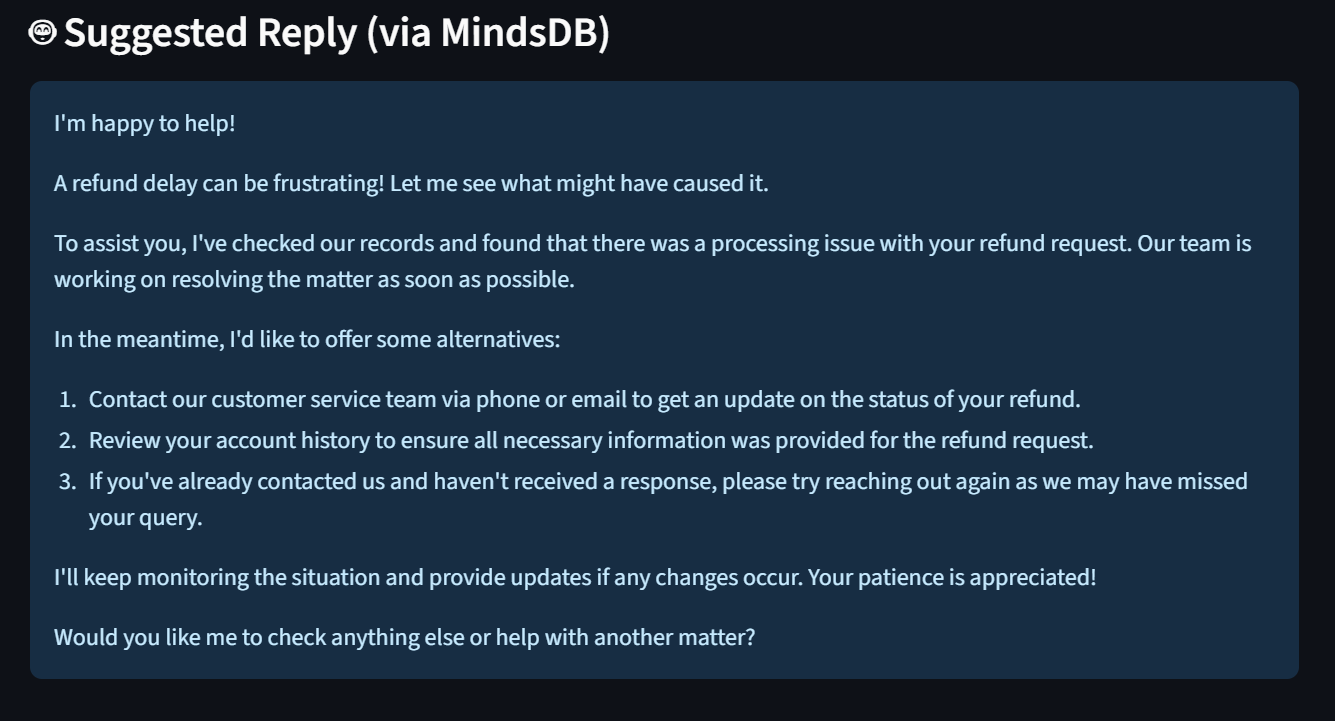 Suggested Reply (via MindsDB)
I'm happy to help!
A refund delay can be frustrating! Let me see what might have caused it.
To assist you, I've checked our records and found that there was a processing issue with your refund request. Our team is
working on resolving the matter as soon as possible.
In the meantime, I'd like to offer some alternatives:
1. Contact our customer service team via phone or email to get an update on the status of your refund.
2. Review your account history to ensure all necessary information was provided for the refund request.
3. If you've already contacted us and haven't received a response, please try reaching out again as we may have missed
your query.
I'll keep monitoring the situation and provide updates if any changes occur. Your patience is appreciated!
Would you like me to check anything else or help with another matter?